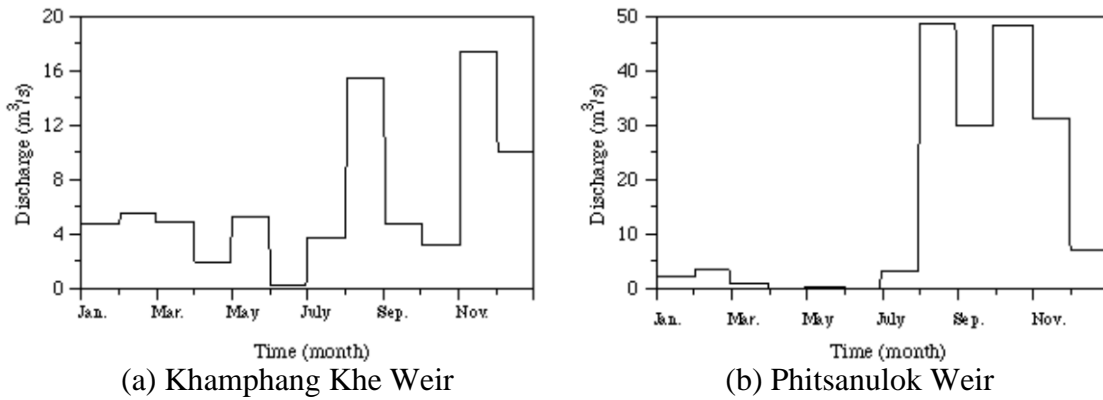 20
16
12
8
4
0
Discharge (m³/s)
Jan.
Mar.
May
July
Sep.
Nov.
Time (month)
(a) Khamphang Khe Weir
50
40
30
20
10
0
Discharge (m³/s)
Jan.
Mar.
May
July
Sep.
Nov.
Time (month)
(b) Phitsanulok Weir